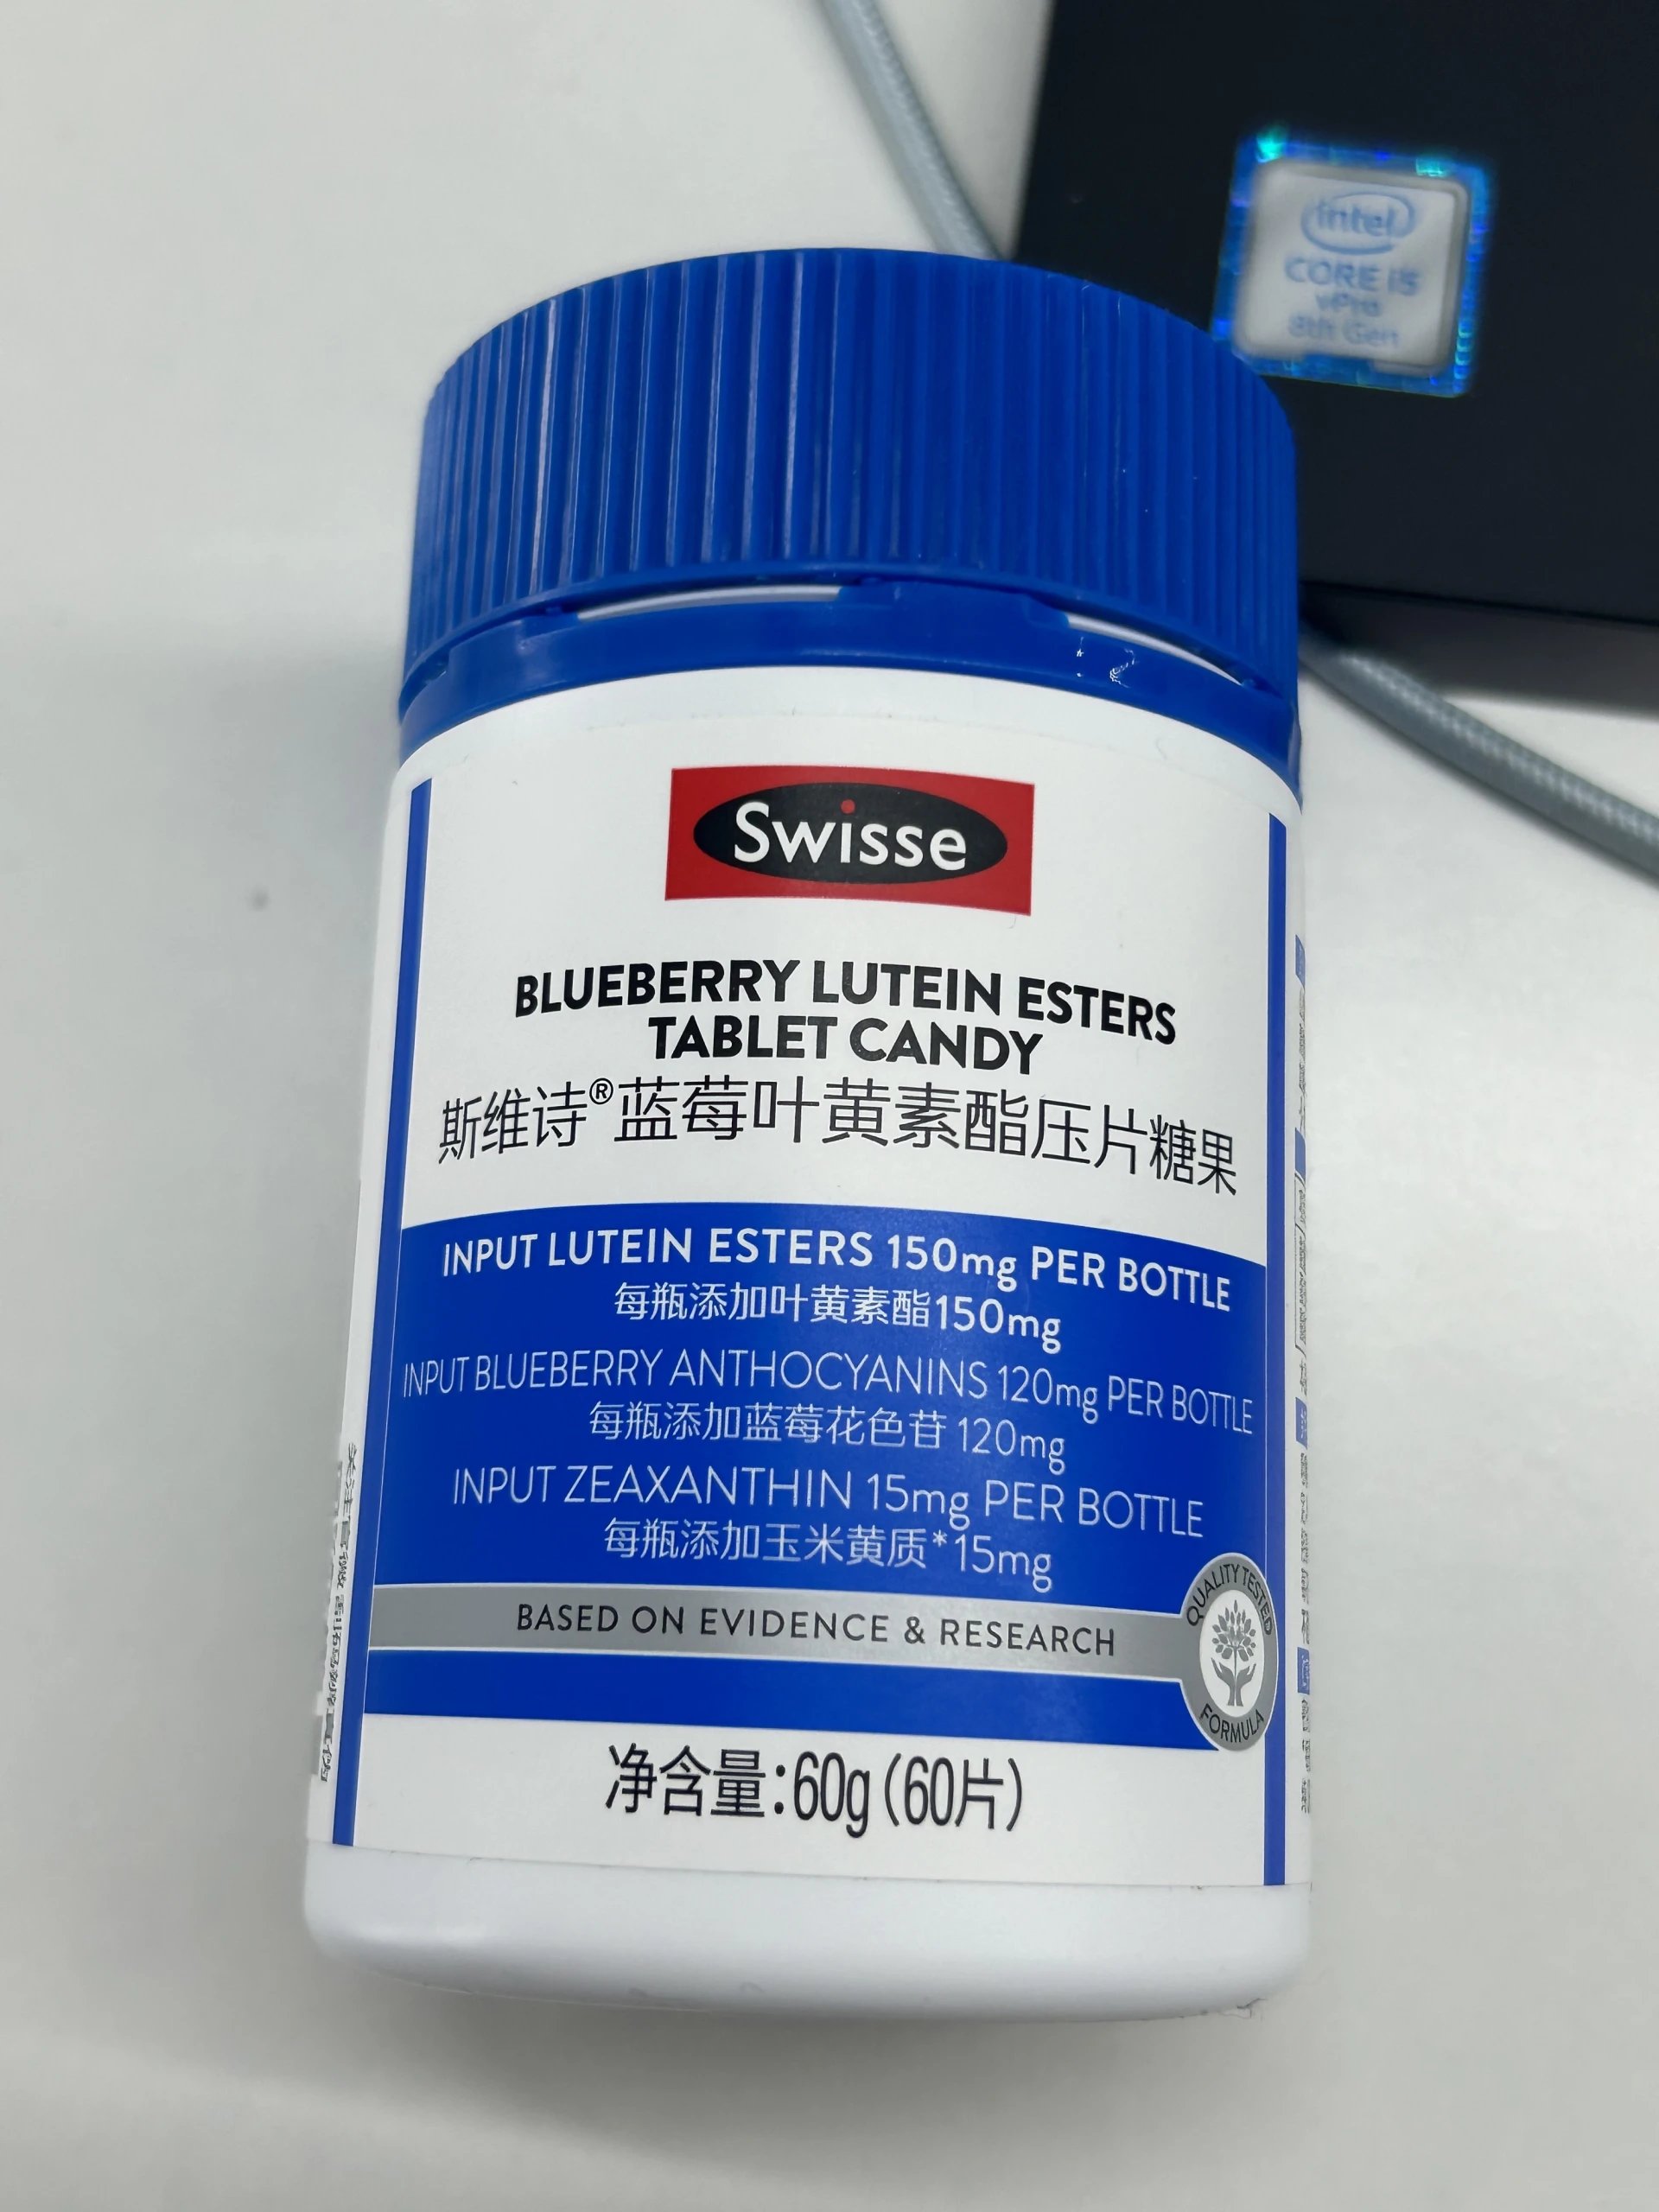 intel
CORE i5
vPro
8th Gen
Swisse
BLUEBERRY LUTEIN ESTERS
TABLET CANDY
斯维诗®蓝莓叶黄素酯压片糖果
INPUT LUTEIN ESTERS 150mg PER BOTTLE
每瓶添加叶黄素酯150mg
INPUT BLUEBERRY ANTHOCYANINS 120mg PER BOTTLE
每瓶添加蓝莓花色苷 120mg
INPUT ZEAXANTHIN 15mg PER BOTTLE
每瓶添加玉米黄质*15mg
BASED ON EVIDENCE & RESEARCH
QUALITY TESTED
FORMULA
净含量:60g(60片)